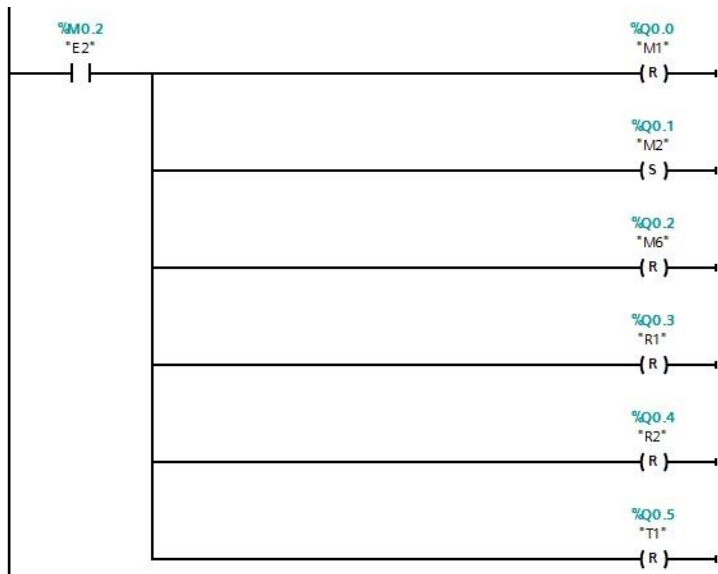 %M0.2
"E2"
%Q0.0
"M1"
R
%Q0.1
"M2"
S
%Q0.2
"M6"
R
%Q0.3
"R1"
R
%Q0.4
"R2"
R
%Q0.5
"T1"
R